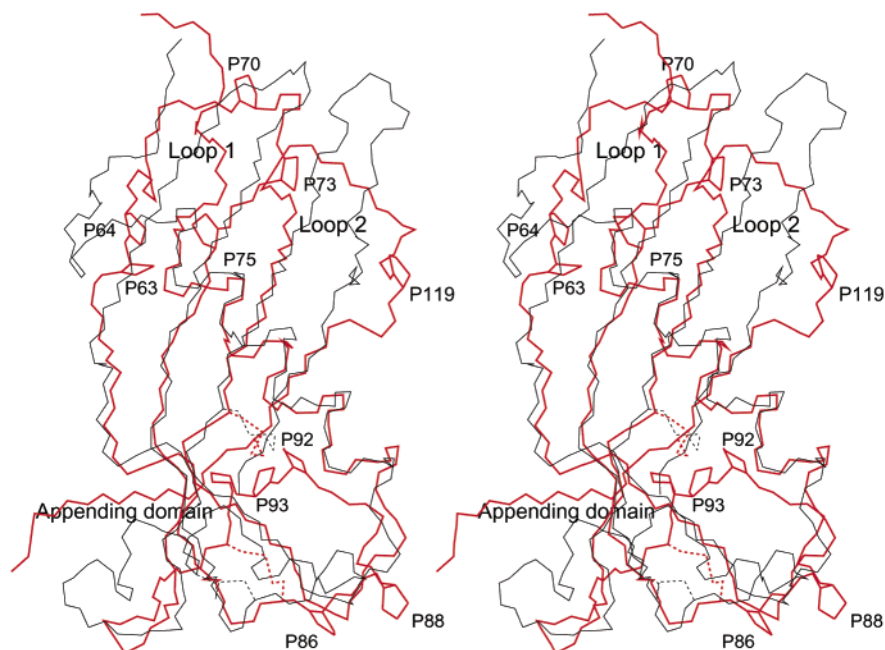 P70
P70
Loop 1
Loop 1
P73
P73
P64
Loop 2
P64
Loop 2
P63
P75
P63
P75
P119
P119
P92
P92
Appending domain
P93
Appending domain
P93
P86
P88
P86
P88